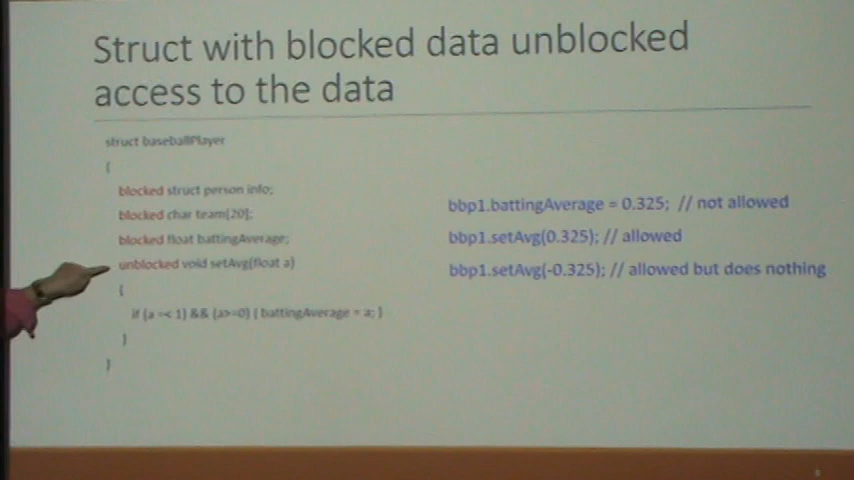 Struct with blocked data unblocked
access to the data
struct baseballPlayer
{
blocked struct person info;
blocked char team[20];
blocked float battingAverage;
unblocked void setAvg(float a)
{
if (a =< 1) && (a>=0) { battingAverage = a; }
}
}
bbp1.battingAverage = 0.325; // not allowed
bbp1.setAvg(0.325); // allowed
bbp1.setAvg(-0.325); // allowed but does nothing